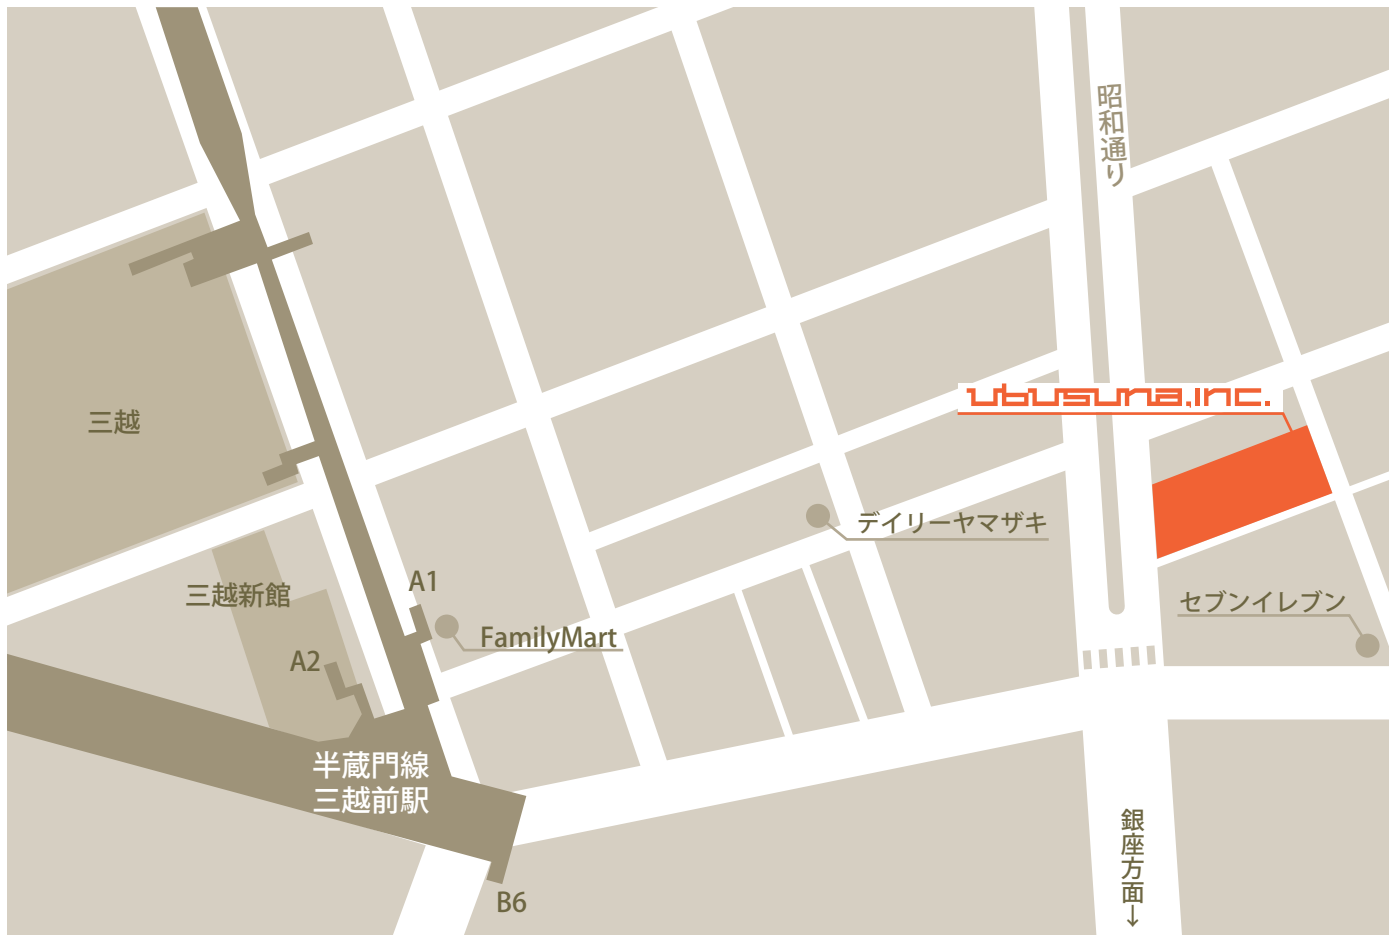 昭和通り
ubusuna.inc.
三越
デイリーヤマザキ
A1
三越新館
セブンイレブン
FamilyMart
A2
半蔵門線
三越前駅
銀座方面↓
B6